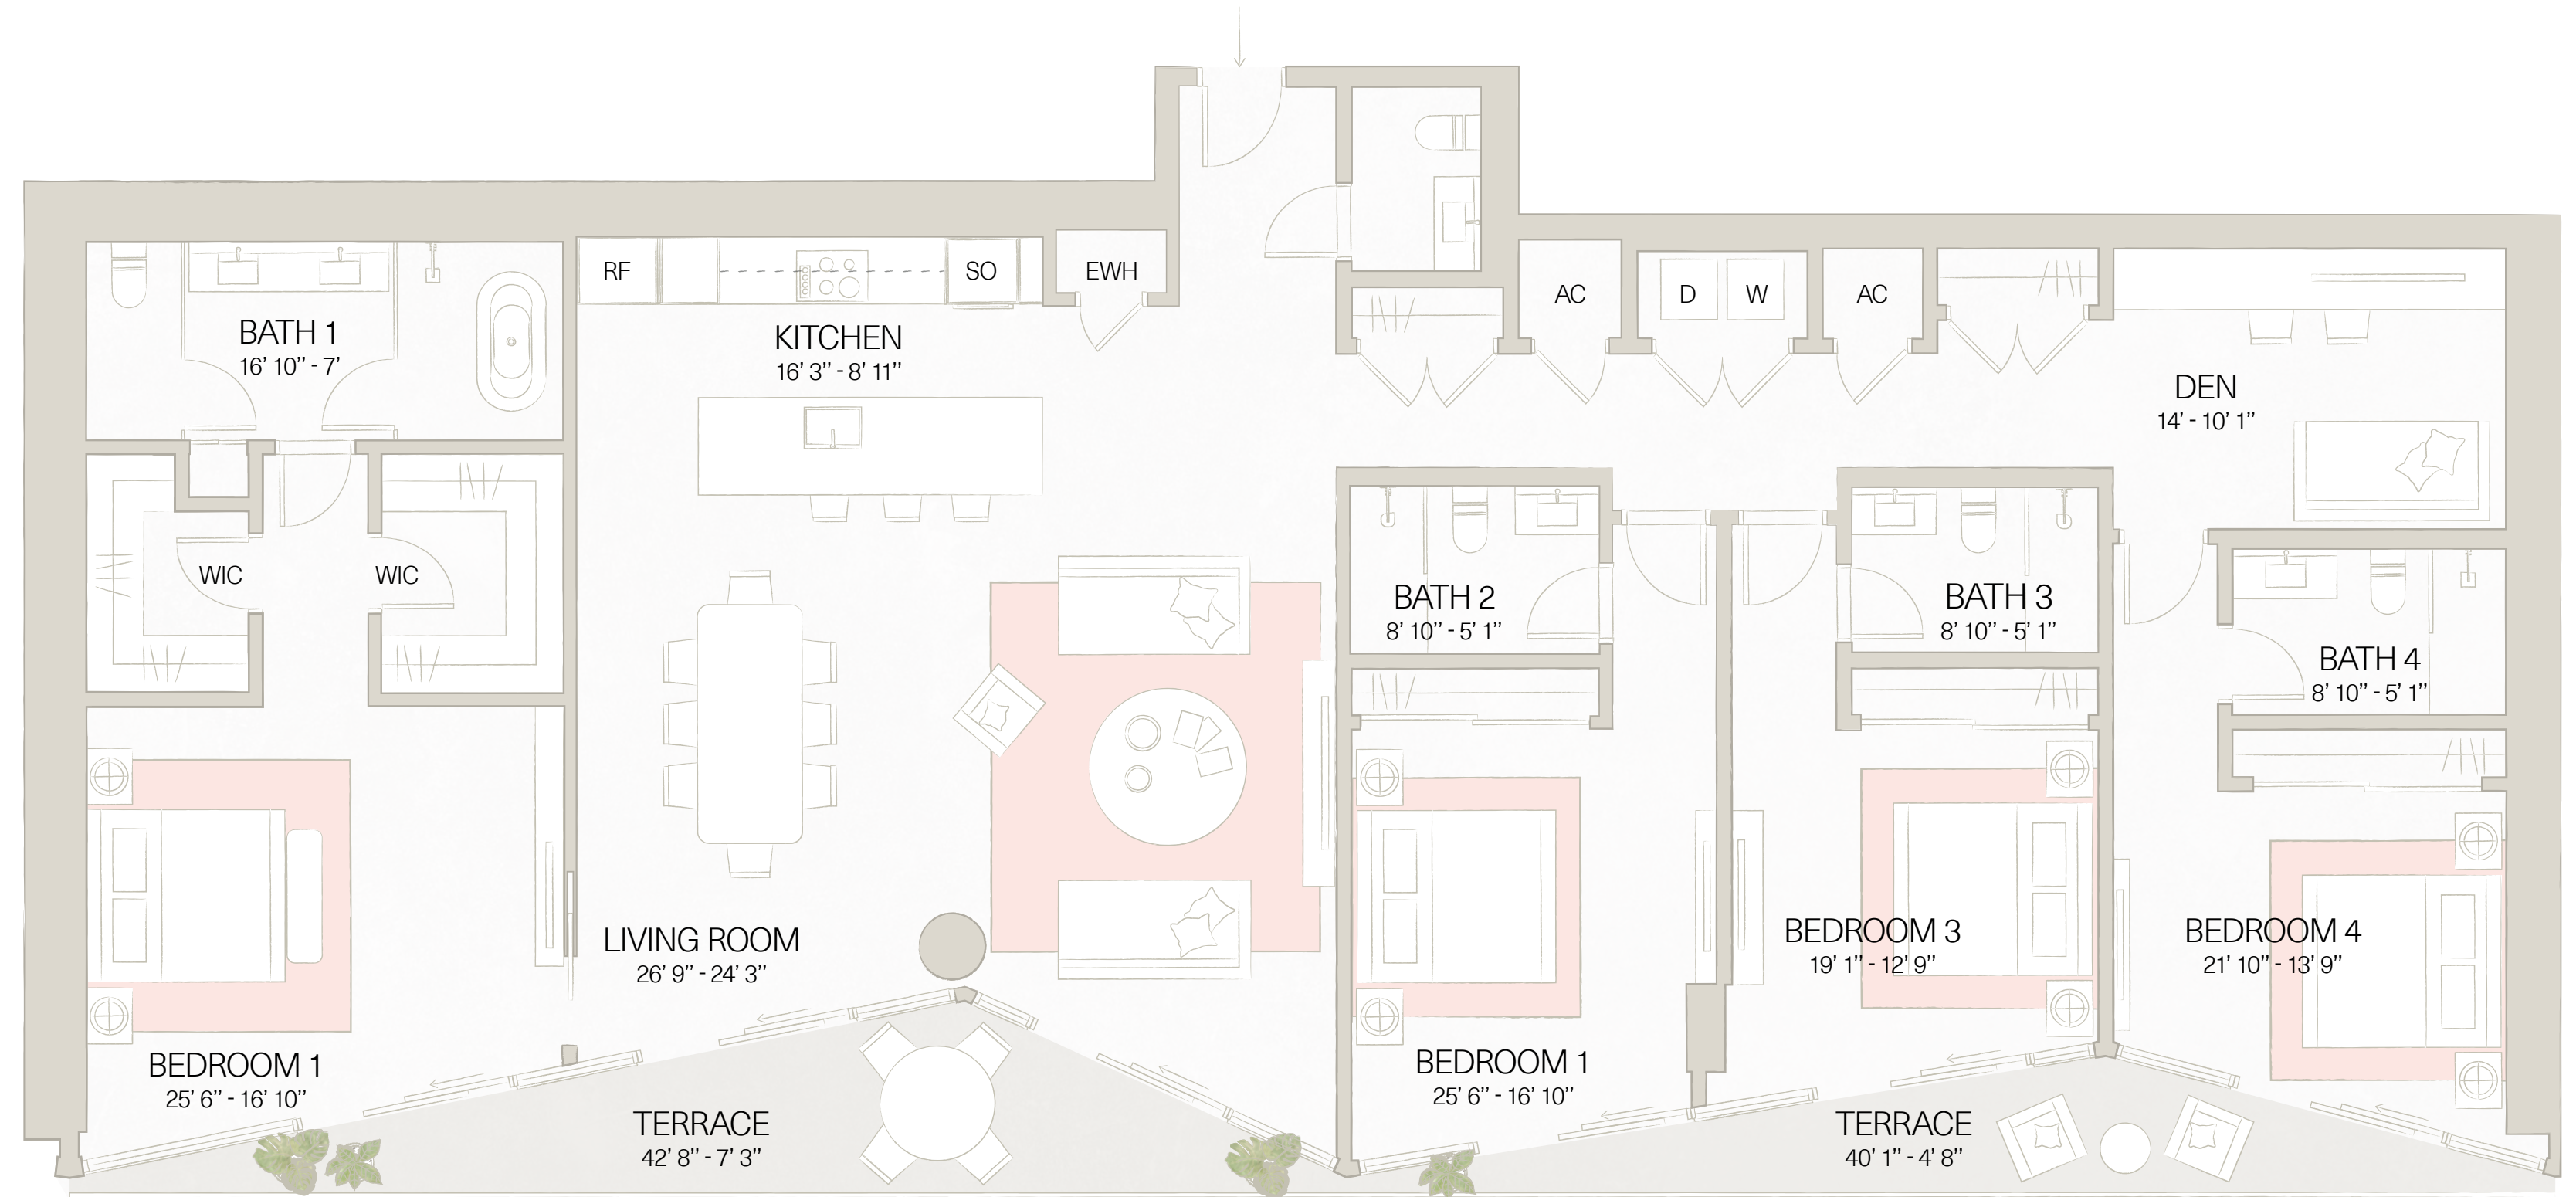 RF
SO
EWH
BATH 1
16’ 10” - 7’
KITCHEN
16’ 3” - 8’ 11”
AC
D
W
AC
DEN
14’ - 10’ 1”
WIC
WIC
BATH 2
8’ 10” - 5’ 1”
BATH 3
8’ 10” - 5’ 1”
BATH 4
8’ 10” - 5’ 1”
LIVING ROOM
26’ 9” - 24’ 3”
BEDROOM 3
19’ 1” - 12’ 9”
BEDROOM 4
21’ 10” - 13’ 9”
BEDROOM 1
25’ 6” - 16’ 10”
BEDROOM 1
25’ 6” - 16’ 10”
TERRACE
42’ 8” - 7’ 3”
TERRACE
40’ 1” - 4’ 8”